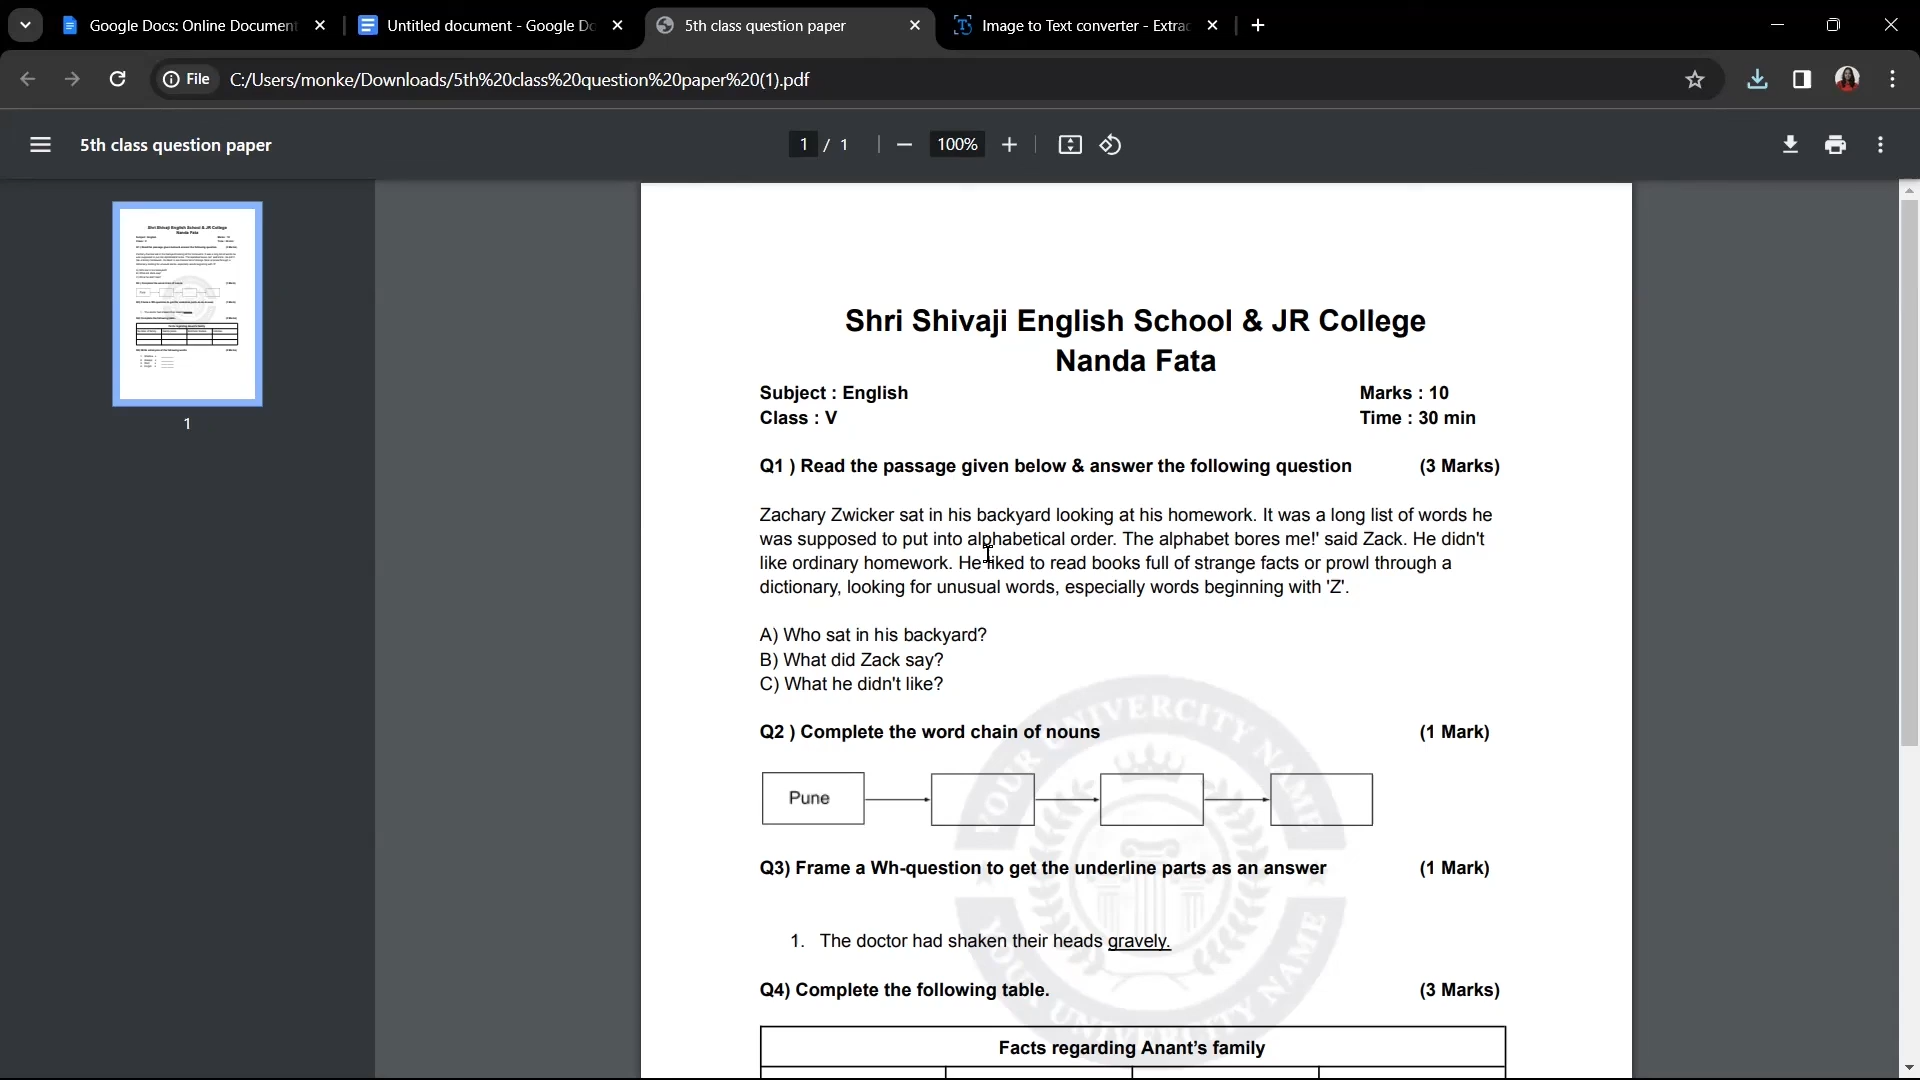 Google Docs: Online Document
Untitled document - Google Do
5th class question paper
Image to Text converter - Extrac
File
C:/Users/monke/Downloads/5th%20class%20question%20paper%20(1).pdf
5th class question paper
1 / 1
100%
1
Shri Shivaji English School & JR College
Nanda Fata
Subject : English
Marks : 10
Class : V
Time : 30 min
Q1 ) Read the passage given below & answer the following question (3 Marks)
Zachary Zwicker sat in his backyard looking at his homework. It was a long list of words he
was supposed to put into alphabetical order. The alphabet bores me!' said Zack. He didn't
like ordinary homework. He liked to read books full of strange facts or prowl through a
dictionary, looking for unusual words, especially words beginning with 'Z'.
A) Who sat in his backyard?
B) What did Zack say?
C) What he didn't like?
Q2 ) Complete the word chain of nouns (1 Mark)
Pune
Q3) Frame a Wh-question to get the underline parts as an answer (1 Mark)
1. The doctor had shaken their heads gravely.
Q4) Complete the following table. (3 Marks)
Facts regarding Anant's family
YOUR UNIVERCITY NAME
YOUR UNIVERCITY NAME